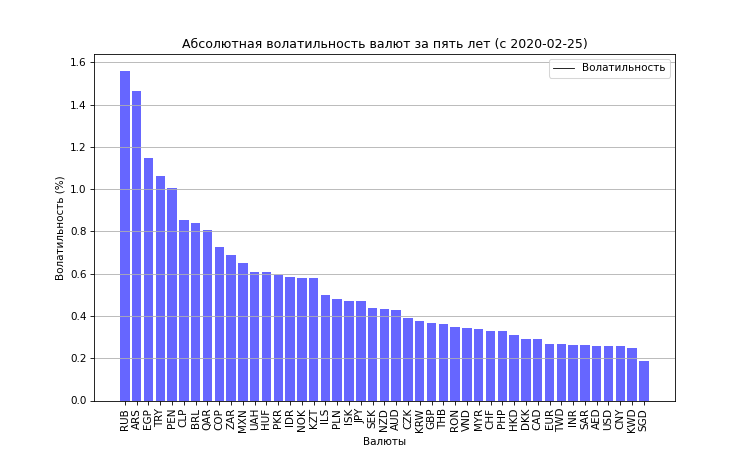 Абсолютная волатильность валют за пять лет (с 2020-02-25)
Волатильность
Волатильность (%)
1.6
1.4
1.2
1.0
0.8
0.6
0.4
0.2
0.0
RUB
ARS
EGP
TRY
PEN
CLP
BRL
QAR
COP
ZAR
MXN
UAH
HUF
PKR
IDR
NOK
KZT
ILS
PLN
ISK
JPY
SEK
NZD
AUD
CZK
KRW
GBP
THB
RON
VND
MYR
CHF
PHP
HKD
DKK
CAD
EUR
TWD
INR
SAR
AED
USD
CNY
KWD
SGD
Валюты